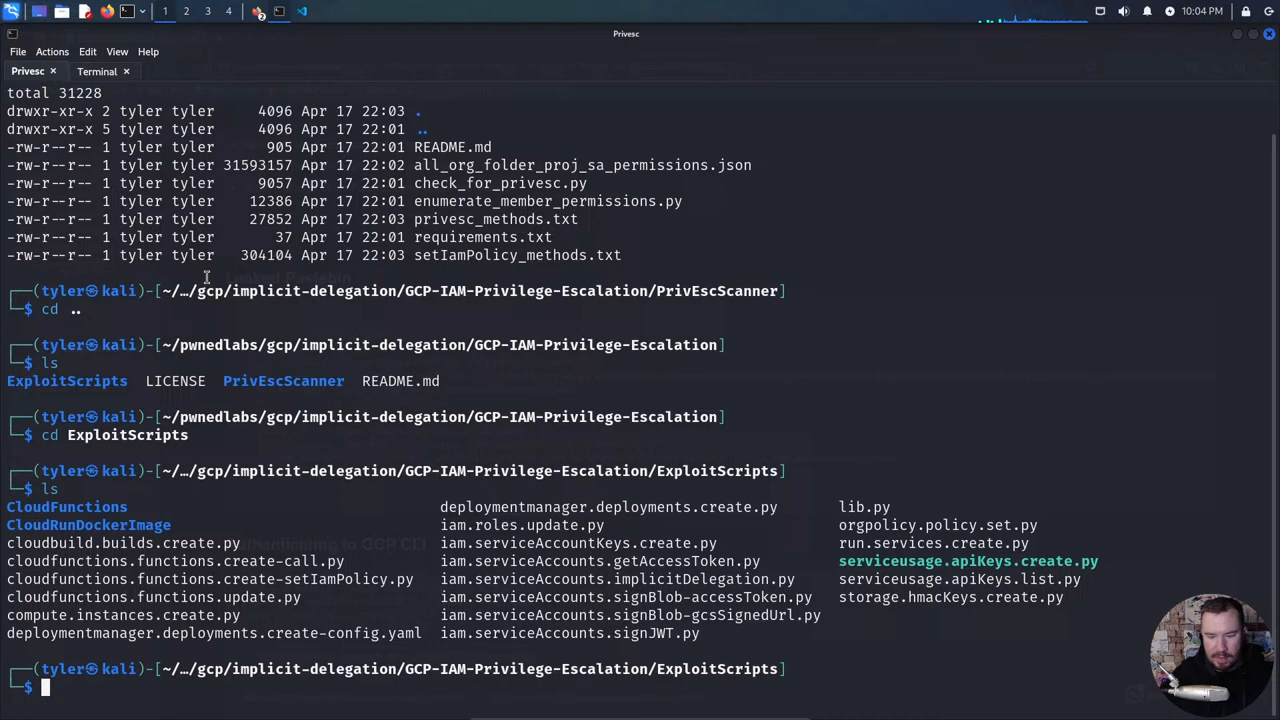 1 2 3 4 10:04 PM
Privesc
File Actions Edit View Help
Privesc Terminal
total 31228
drwxr-xr-x 2 tyler tyler 4096 Apr 17 22:03 .
drwxr-xr-x 5 tyler tyler 4096 Apr 17 22:01 ..
-rw-r--r-- 1 tyler tyler 905 Apr 17 22:01 README.md
-rw-r--r-- 1 tyler tyler 31593157 Apr 17 22:02 all_org_folder_proj_sa_permissions.json
-rw-r--r-- 1 tyler tyler 9057 Apr 17 22:01 check_for_privesc.py
-rw-r--r-- 1 tyler tyler 12386 Apr 17 22:01 enumerate_member_permissions.py
-rw-r--r-- 1 tyler tyler 27852 Apr 17 22:03 privesc_methods.txt
-rw-r--r-- 1 tyler tyler 37 Apr 17 22:01 requirements.txt
-rw-r--r-- 1 tyler tyler 304104 Apr 17 22:03 setIamPolicy_methods.txt
┌──(tyler㉿kali)-[~/…/gcp/implicit-delegation/GCP-IAM-Privilege-Escalation/PrivEscScanner]
└─$ cd ..
┌──(tyler㉿kali)-[~/pwnedlabs/gcp/implicit-delegation/GCP-IAM-Privilege-Escalation]
└─$ ls
ExploitScripts LICENSE PrivEscScanner README.md
┌──(tyler㉿kali)-[~/pwnedlabs/gcp/implicit-delegation/GCP-IAM-Privilege-Escalation]
└─$ cd ExploitScripts
┌──(tyler㉿kali)-[~/…/gcp/implicit-delegation/GCP-IAM-Privilege-Escalation/ExploitScripts]
└─$ ls
CloudFunctions deploymentmanager.deployments.create.py lib.py
CloudRunDockerImage iam.roles.update.py orgpolicy.policy.set.py
cloudbuild.builds.create.py iam.serviceAccountKeys.create.py run.services.create.py
cloudfunctions.functions.create-call.py iam.serviceAccounts.getAccessToken.py serviceusage.apiKeys.create.py
cloudfunctions.functions.create-setIamPolicy.py iam.serviceAccounts.implicitDelegation.py serviceusage.apiKeys.list.py
cloudfunctions.functions.update.py iam.serviceAccounts.signBlob-accessToken.py storage.hmacKeys.create.py
compute.instances.create.py iam.serviceAccounts.signBlob-gcsSignedUrl.py
deploymentmanager.deployments.create-config.yaml iam.serviceAccounts.signJWT.py
┌──(tyler㉿kali)-[~/…/gcp/implicit-delegation/GCP-IAM-Privilege-Escalation/ExploitScripts]
└─$